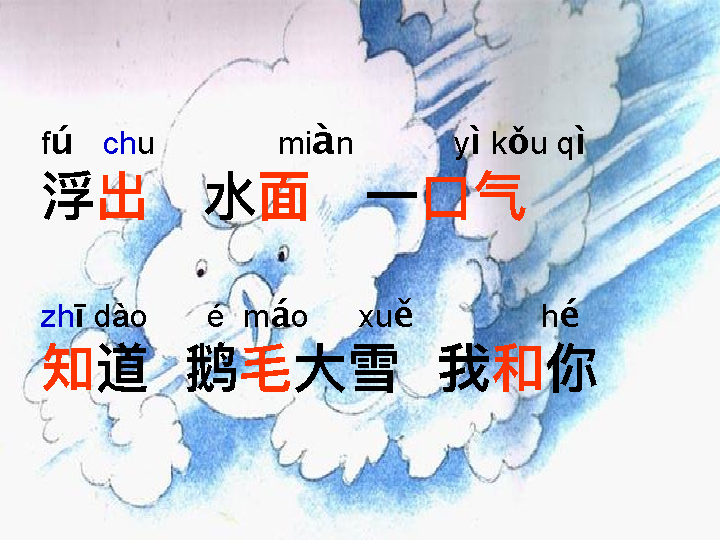 fú chu miàn yì kǒu qì
浮出 水面 一口气
zhī dào é máo xuě hé
知道 鹅毛大雪 我和你